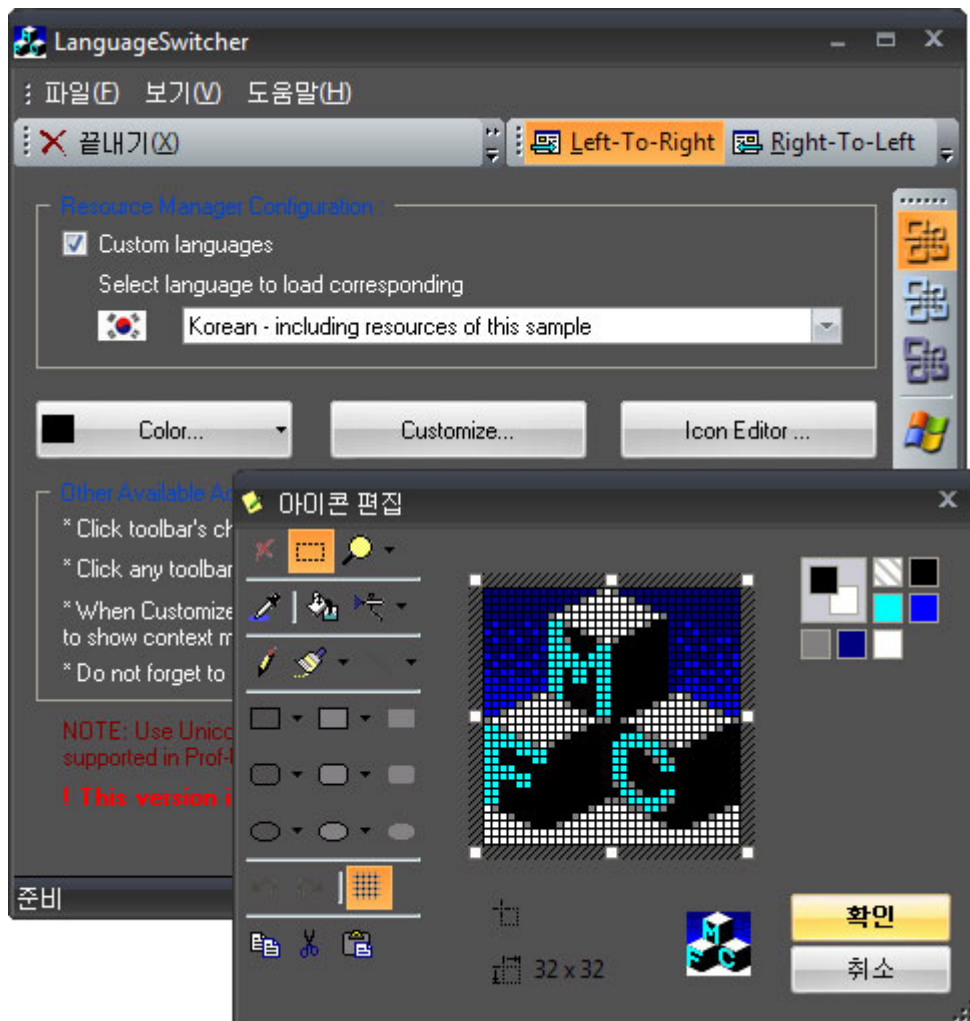 LanguageSwitcher
파일(F) 보기(V) 도움말(H)
끝내기(X) Left-To-Right Right-To-Left
Resource Manager Configuration :
Custom languages
Select language to load corresponding
Korean - including resources of this sample
Color... Customize... Icon Editor ...
Other Available
아이콘 편집
* Click toolbar's
* Click any toolbar
* When Customize
to show context
* Do not forget to
NOTE: Use
supported in
! This version
M
F C
준비
32 x 32
M
F C
확인
취소